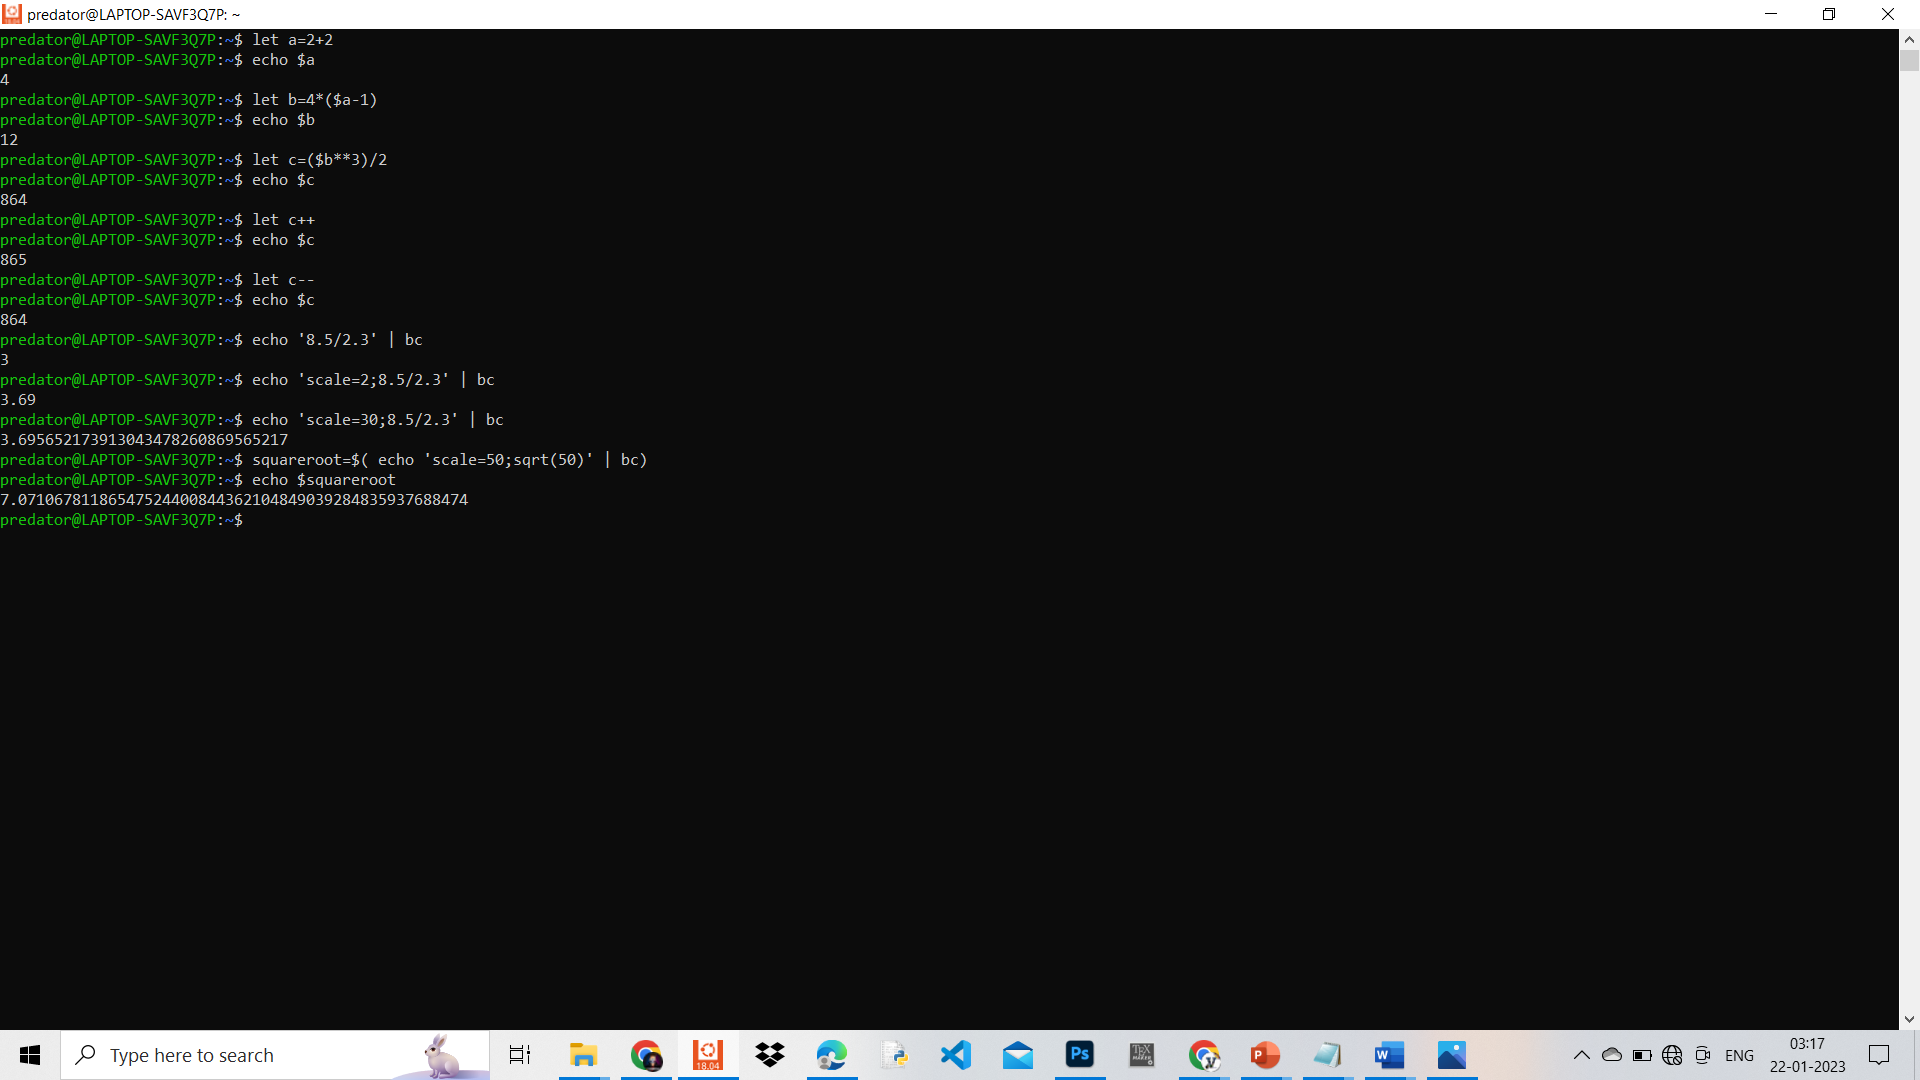 predator@LAPTOP-SAVF3Q7P: ~
predator@LAPTOP-SAVF3Q7P:~$ let a=2+2
predator@LAPTOP-SAVF3Q7P:~$ echo $a
4
predator@LAPTOP-SAVF3Q7P:~$ let b=4*($a-1)
predator@LAPTOP-SAVF3Q7P:~$ echo $b
12
predator@LAPTOP-SAVF3Q7P:~$ let c=($b**3)/2
predator@LAPTOP-SAVF3Q7P:~$ echo $c
864
predator@LAPTOP-SAVF3Q7P:~$ let c++
predator@LAPTOP-SAVF3Q7P:~$ echo $c
865
predator@LAPTOP-SAVF3Q7P:~$ let c--
predator@LAPTOP-SAVF3Q7P:~$ echo $c
864
predator@LAPTOP-SAVF3Q7P:~$ echo '8.5/2.3' | bc
3
predator@LAPTOP-SAVF3Q7P:~$ echo 'scale=2;8.5/2.3' | bc
3.69
predator@LAPTOP-SAVF3Q7P:~$ echo 'scale=30;8.5/2.3' | bc
3.695652173913043478260869565217
predator@LAPTOP-SAVF3Q7P:~$ squareroot=$( echo 'scale=50;sqrt(50)' | bc)
predator@LAPTOP-SAVF3Q7P:~$ echo $squareroot
7.07106781186547524400844362104849039284835937688474
predator@LAPTOP-SAVF3Q7P:~$
Type here to search
18.04
Ps
TEX
MAKER
P
W
ENG
03:17
22-01-2023